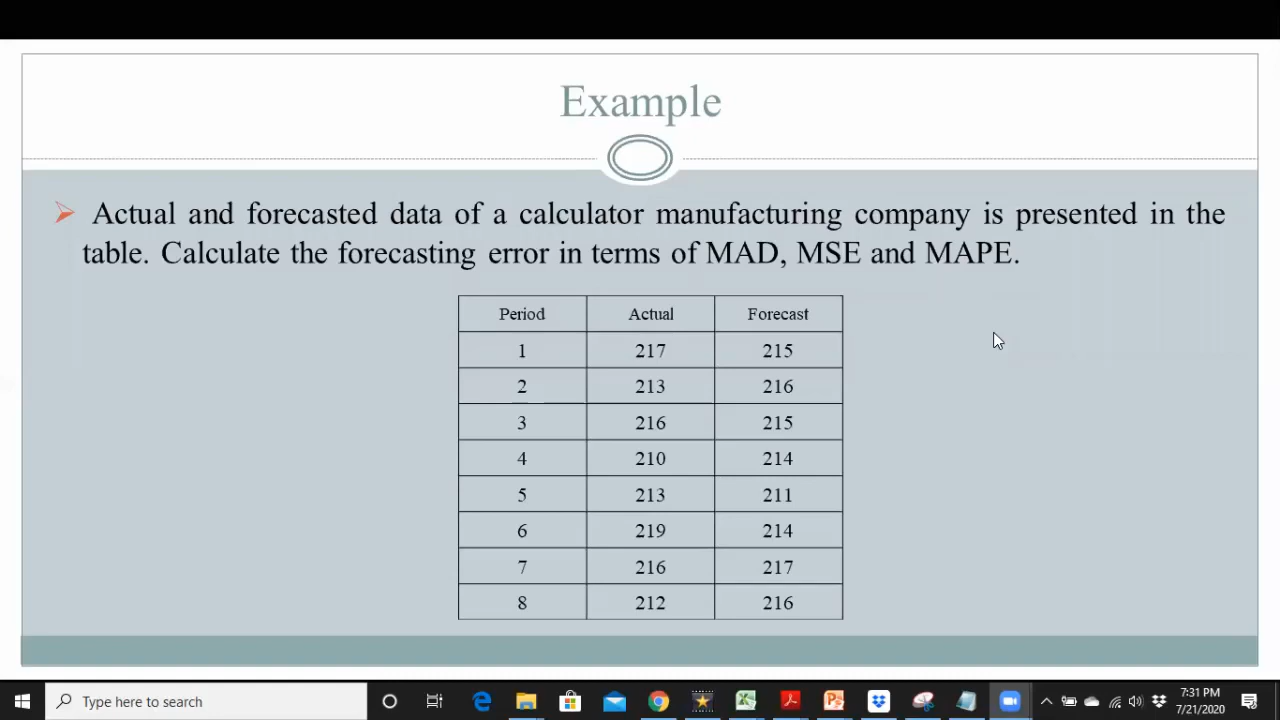 Example
Actual and forecasted data of a calculator manufacturing company is presented in the
table. Calculate the forecasting error in terms of MAD, MSE and MAPE.
Period Actual Forecast
1 217 215
2 213 216
3 216 215
4 210 214
5 213 211
6 219 214
7 216 217
8 212 216
Type here to search
7:31 PM
7/21/2020